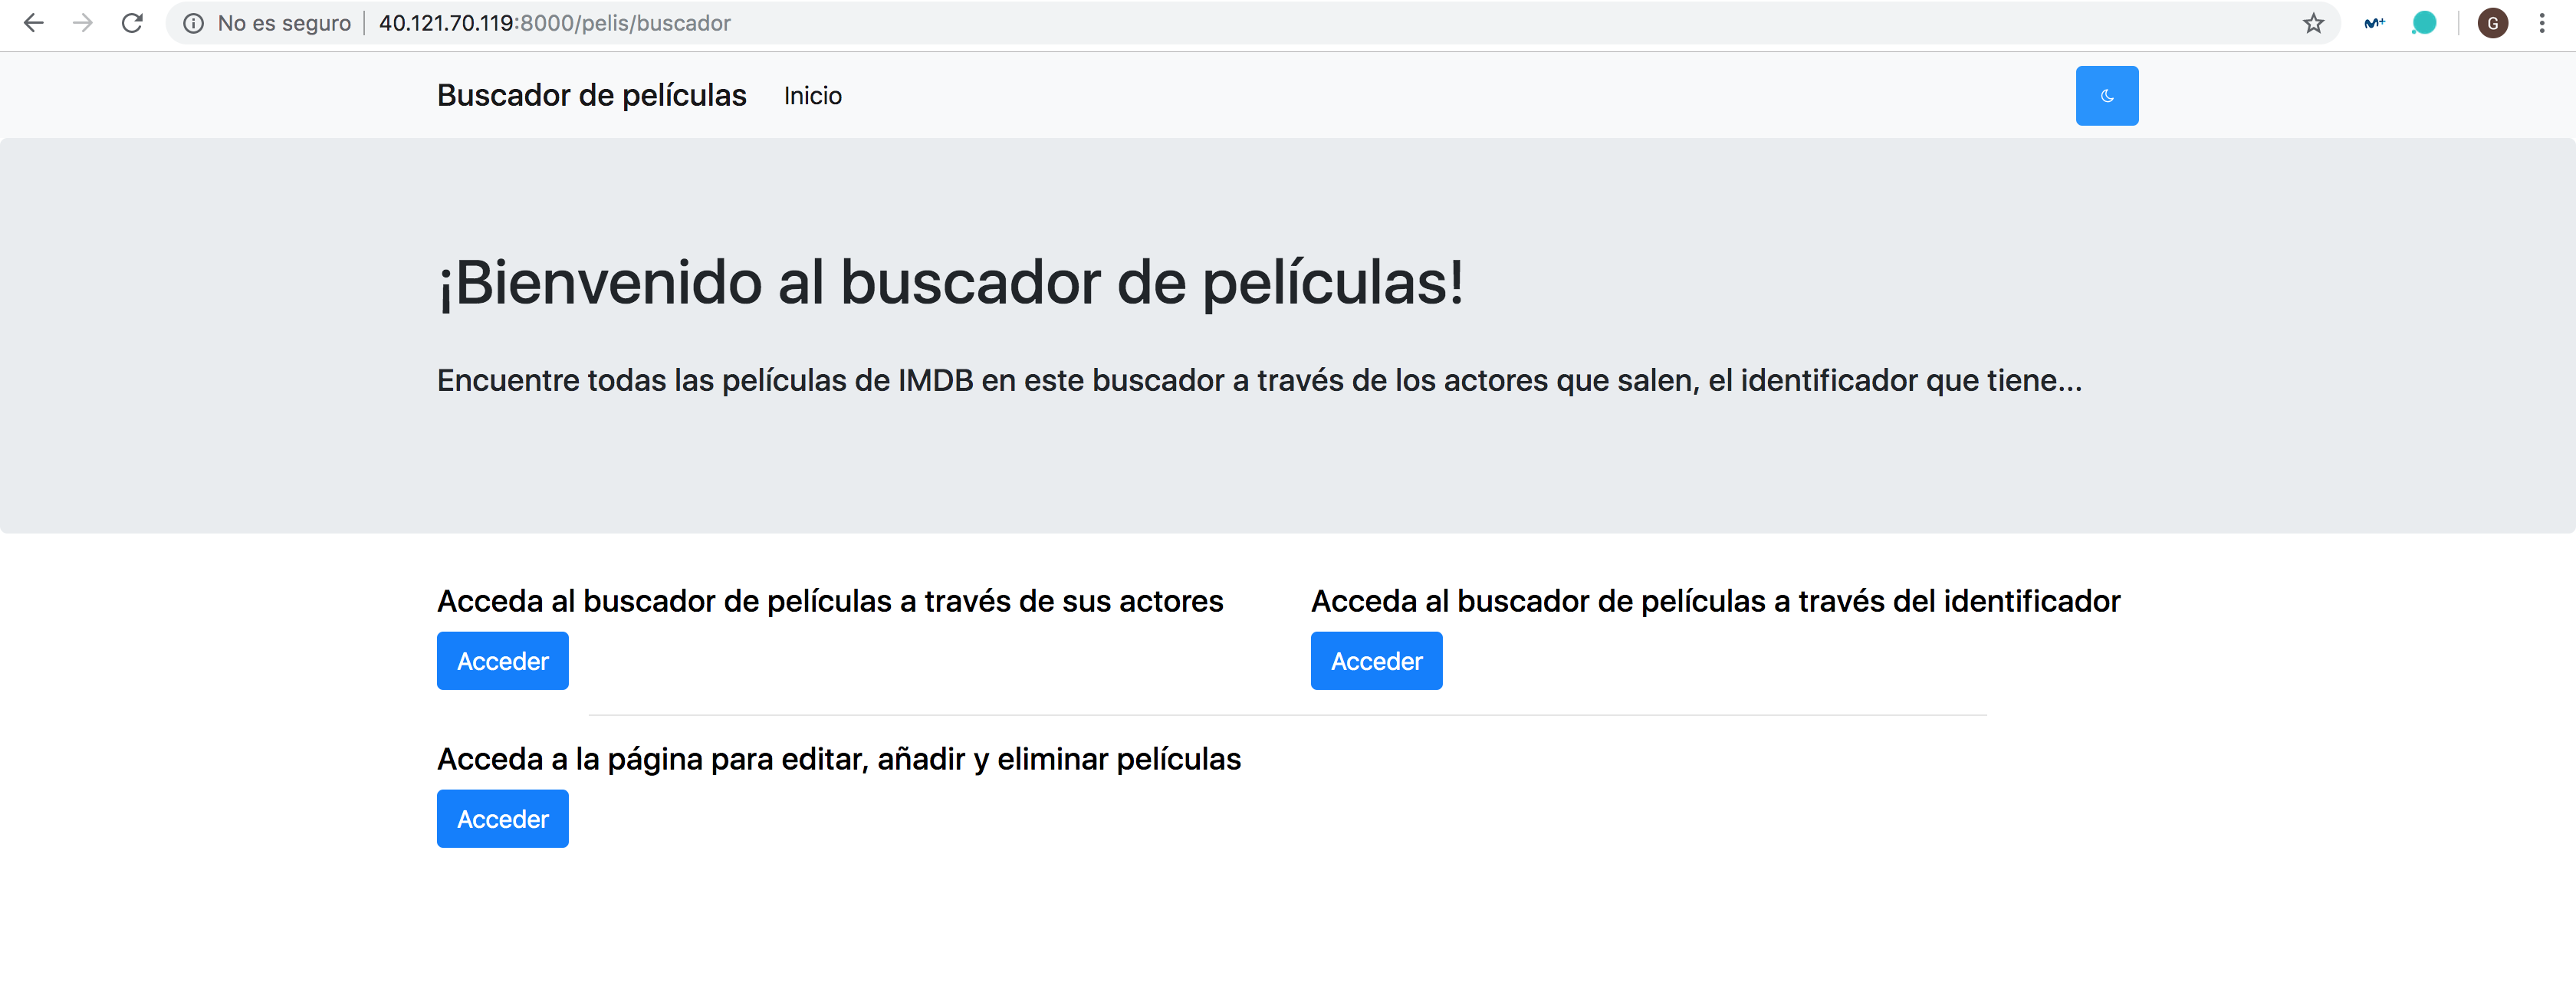 No es seguro 40.121.70.119:8000/pelis/buscador G
Buscador de películas Inicio
¡Bienvenido al buscador de películas!
Encuentre todas las películas de IMDB en este buscador a través de los actores que salen, el identificador que tiene...
Acceda al buscador de películas a través de sus actores
Acceder
Acceda al buscador de películas a través del identificador
Acceder
Acceda a la página para editar, añadir y eliminar películas
Acceder